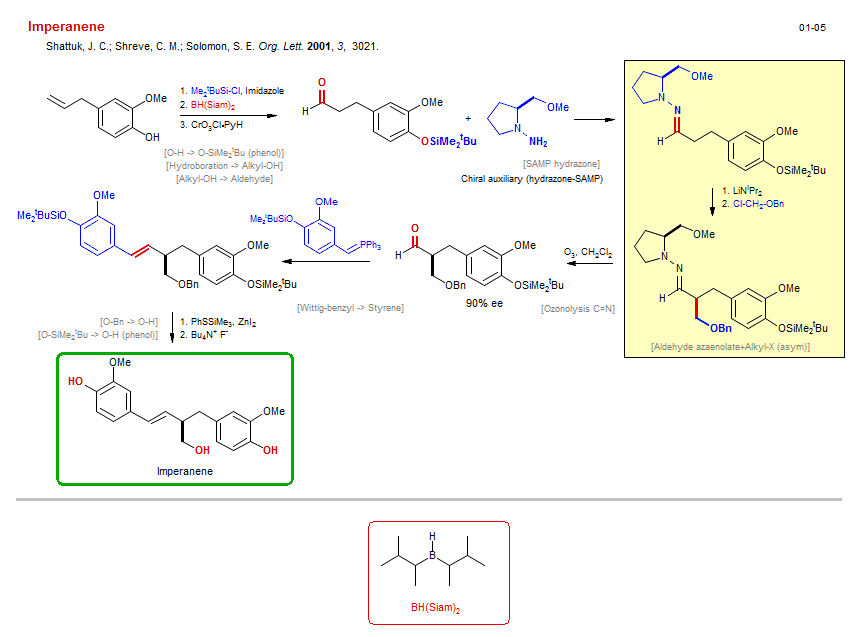 Imperanene
01-05
Shattuk, J. C.; Shreve, C. M.; Solomon, S. E. Org. Lett. 2001, 3, 3021.
OMe
OH
1. Me₂ᵗBuSi-Cl, Imidazole
2. BH(Siam)₂
3. CrO₃Cl•PyH
[O-H -> O-SiMe₂ᵗBu (phenol)]
[Hydroboration -> Alkyl-OH]
[Alkyl-OH -> Aldehyde]
O
H
OMe
OSiMe₂ᵗBu
+
OMe
N
NH₂
[SAMP hydrazone]
Chiral auxiliary (hydrazone-SAMP)
OMe
N
N
H
OMe
OSiMe₂ᵗBu
1. LiNⁱPr₂
2. Cl-CH₂-OBn
OMe
N
N
H
OMe
OBn
OSiMe₂ᵗBu
[Aldehyde azaenolate+Alkyl-X (asym)]
O₃, CH₂Cl₂
[Ozonolysis C=N]
O
H
OMe
OBn
OSiMe₂ᵗBu
90% ee
OMe
Me₂ᵗBuSiO
PPh₃
[Wittig-benzyl -> Styrene]
OMe
Me₂ᵗBuSiO
OMe
OBn
OSiMe₂ᵗBu
[O-Bn -> O-H]
[O-SiMe₂ᵗBu -> O-H (phenol)]
1. PhSSiMe₃, ZnI₂
2. Bu₄N⁺ F⁻
OMe
HO
OMe
OH
OH
Imperanene
H
B
BH(Siam)₂